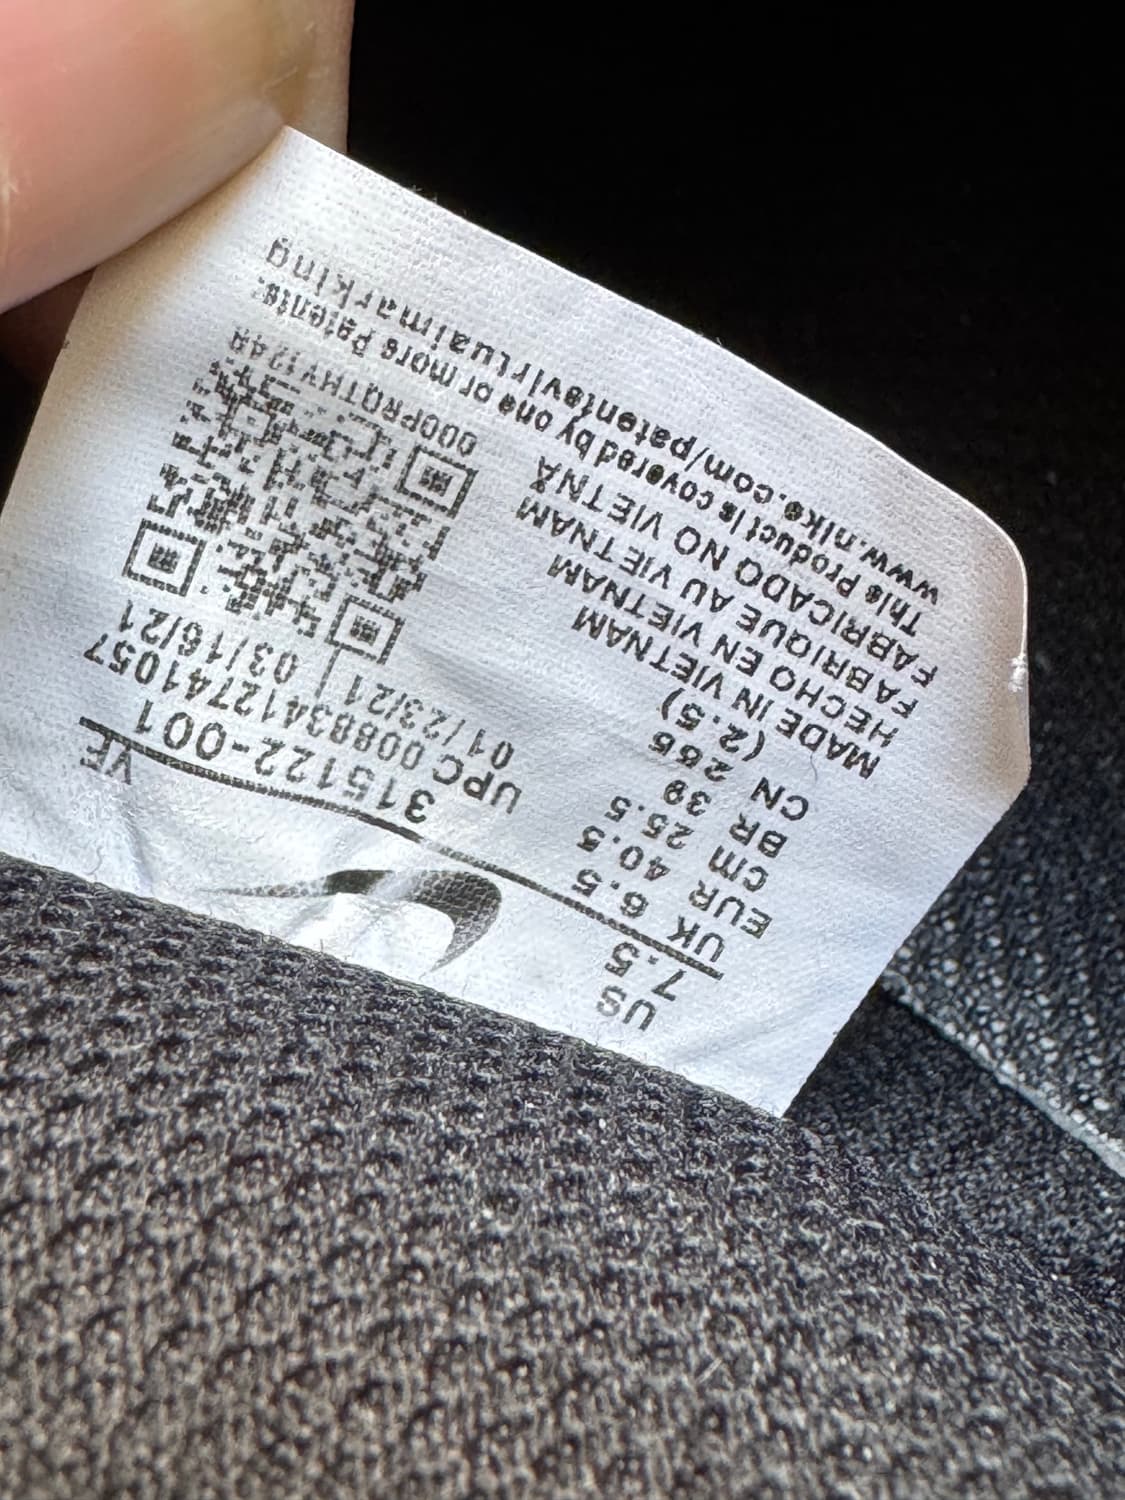 US
7.5
UK 6.5
EUR 40.5
cm 25.5
BR 39
CN 255
(2.5)
VE
315122-001
UPC 00883412741057
01/23/21 03/16/21
MADE IN VIETNAM
HECHO EN VIETNAM
FABRIQUE AU VIETNAM
FABRICADO NO VIETNÃ
000PRQTHV124A
This Product is covered by one or more Patents:
www.nike.com/patentsvirtualmarking